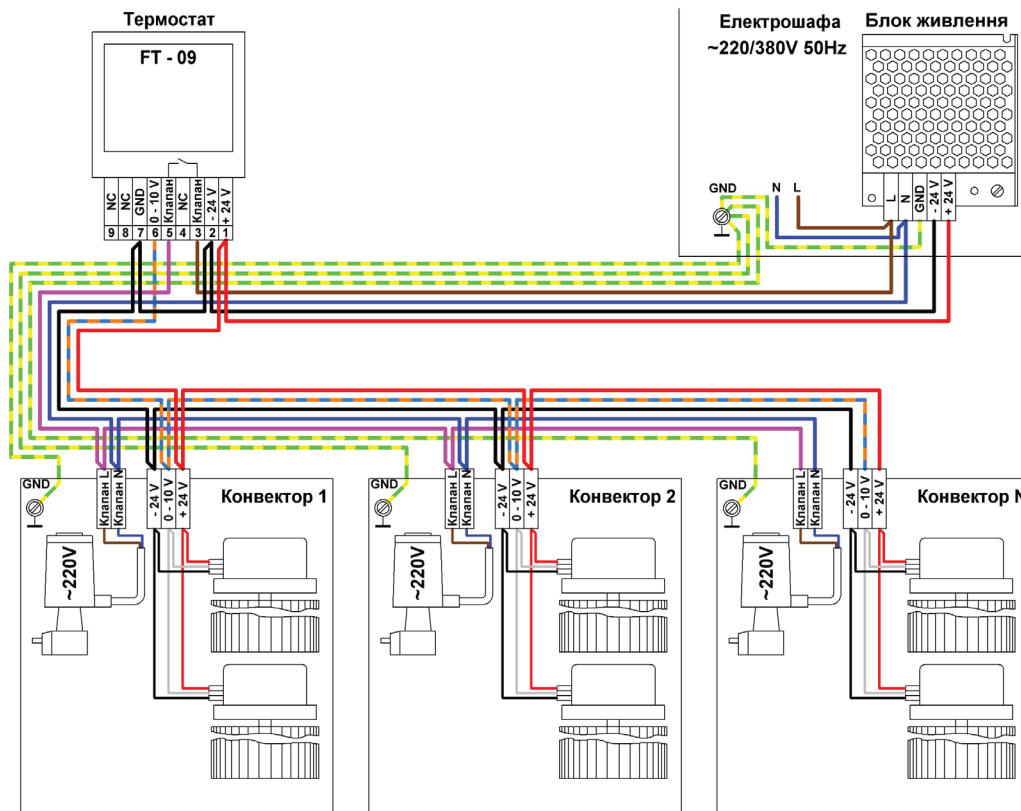 Термостат
FT - 09
NC
NC
GND
0 - 10 V
Клапан
NC
Клапан
- 24 V
+ 24 V
9
8
7
6
5
4
3
2
1
Електрошафа
~220/380V 50Hz
Блок живлення
GND
N
L
L
N
GND
- 24 V
+ 24 V
GND
Клапан L
Клапан N
- 24 V
0 - 10 V
+ 24 V
Конвектор 1
~220V
GND
Клапан L
Клапан N
- 24 V
0 - 10 V
+ 24 V
Конвектор 2
~220V
GND
Клапан L
Клапан N
- 24 V
0 - 10 V
+ 24 V
Конвектор N
~220V